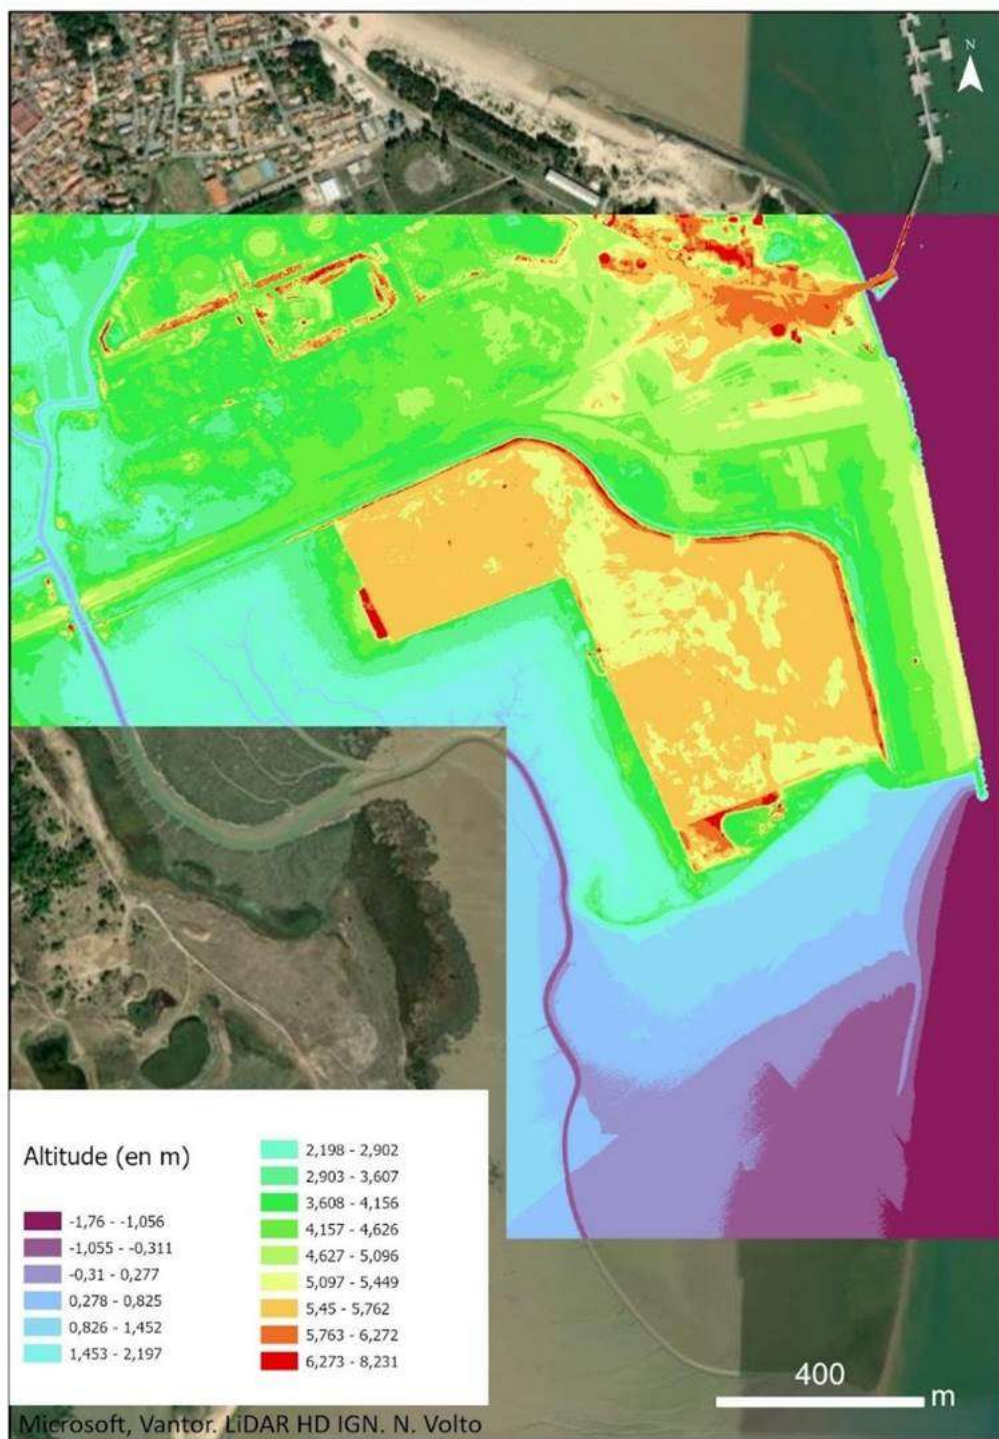 N
Altitude (en m)
-1,76 - -1,056
-1,055 - -0,311
-0,31 - 0,277
0,278 - 0,825
0,826 - 1,452
1,453 - 2,197
2,198 - 2,902
2,903 - 3,607
3,608 - 4,156
4,157 - 4,626
4,627 - 5,096
5,097 - 5,449
5,45 - 5,762
5,763 - 6,272
6,273 - 8,231
400
m
Microsoft, Vantor. LiDAR HD IGN. N. Volto